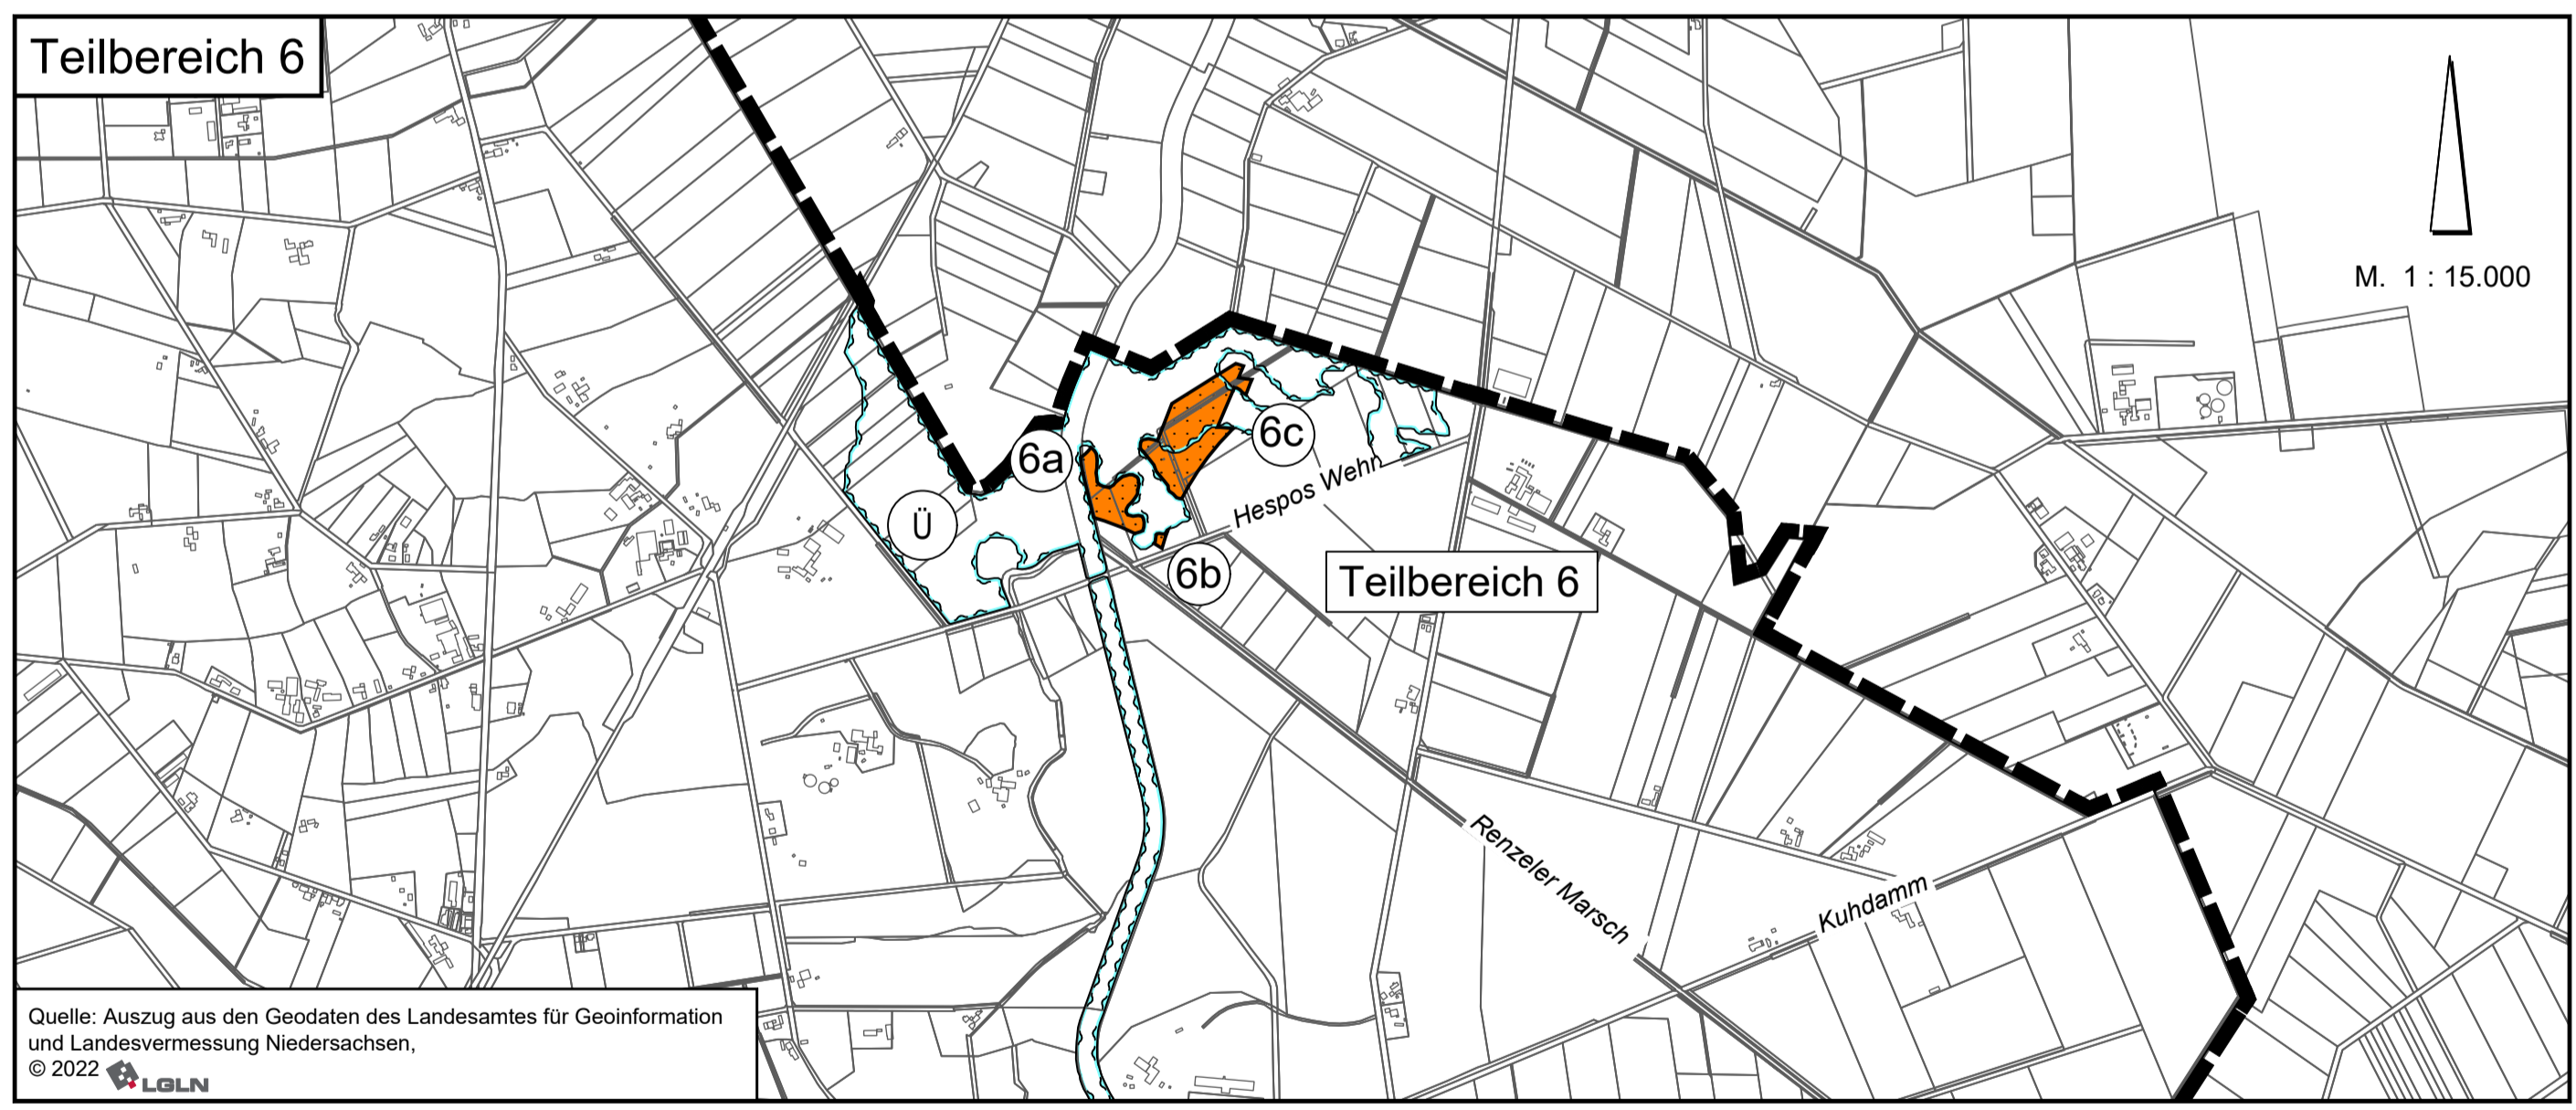 Teilbereich 6
M. 1 : 15.000
6c
6a
Hespos Wehn
Ü
6b
Teilbereich 6
Renzeler Marsch
Kuhdamm
Quelle: Auszug aus den Geodaten des Landesamtes für Geoinformation
und Landesvermessung Niedersachsen,
© 2022 LGLN